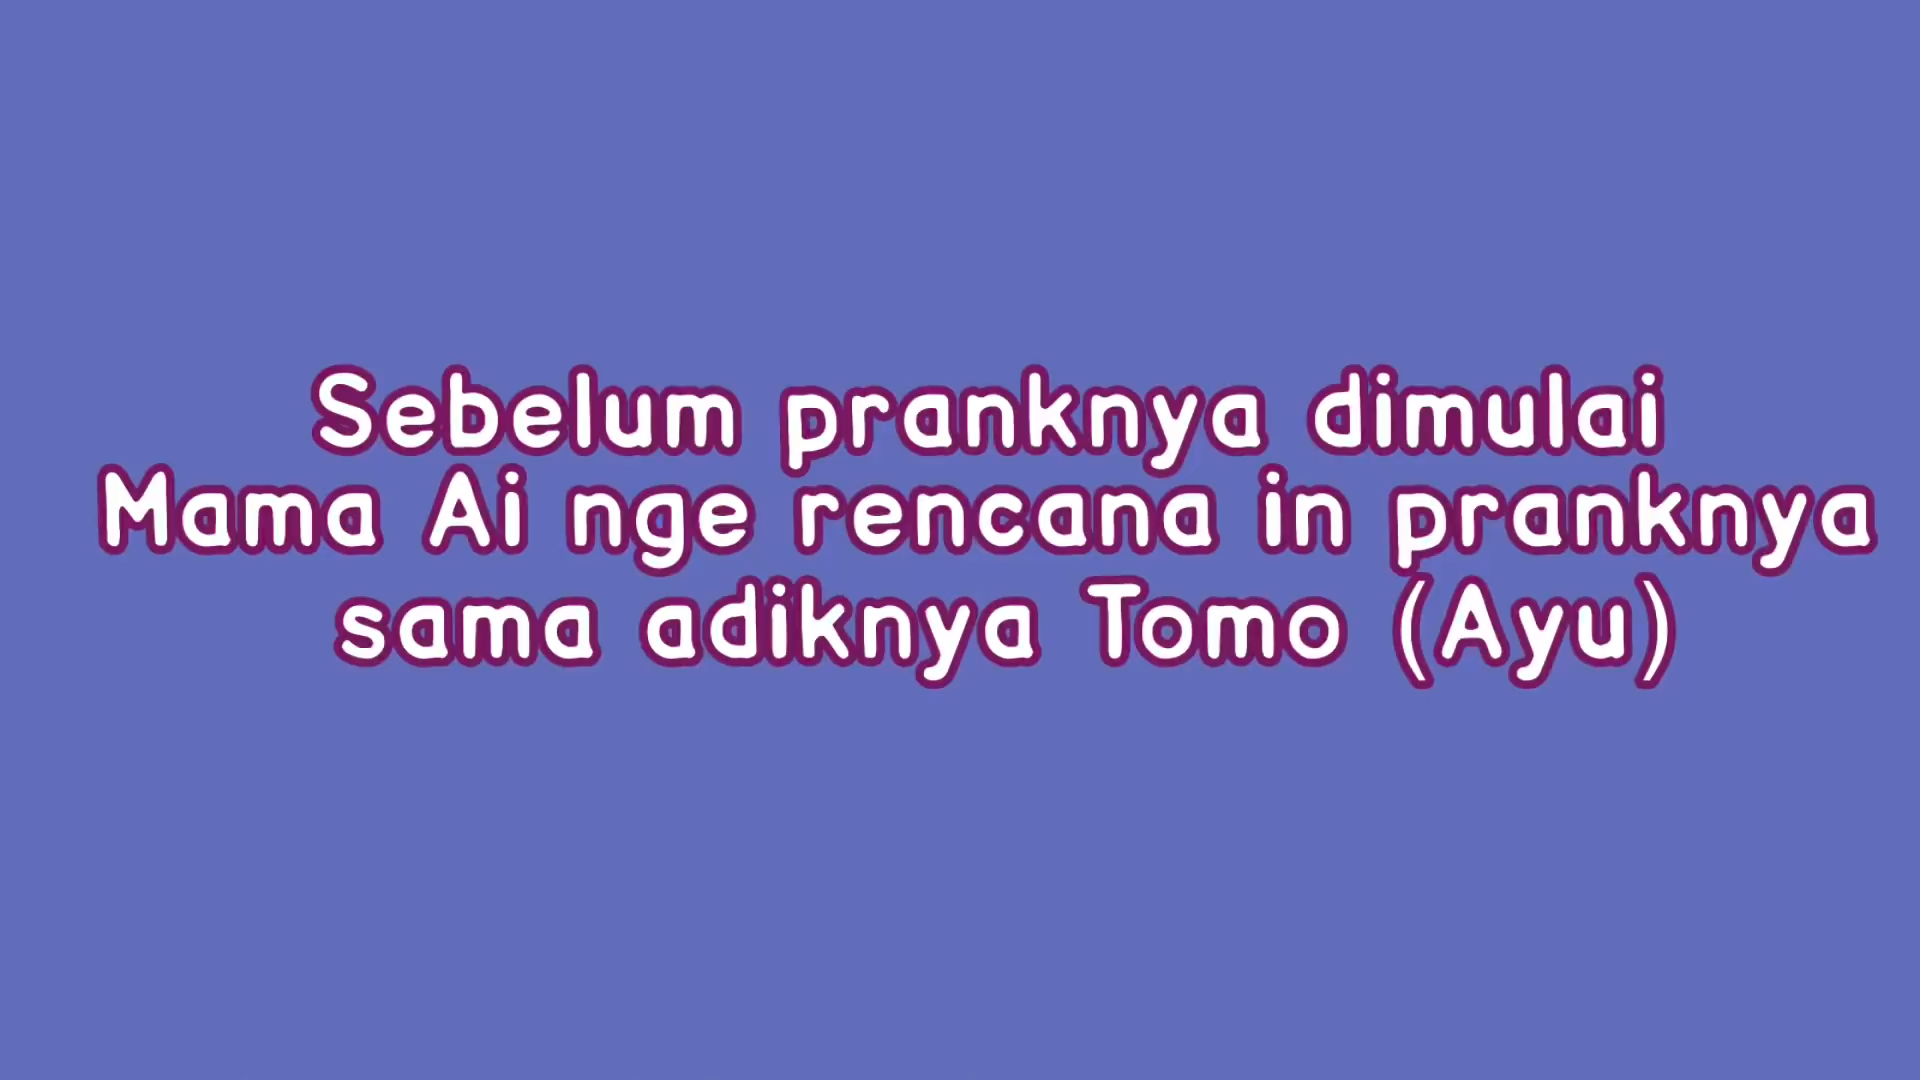 Sebelum pranknya dimulai
Mama Ai nge rencana in pranknya
sama adiknya Tomo (Ayu)